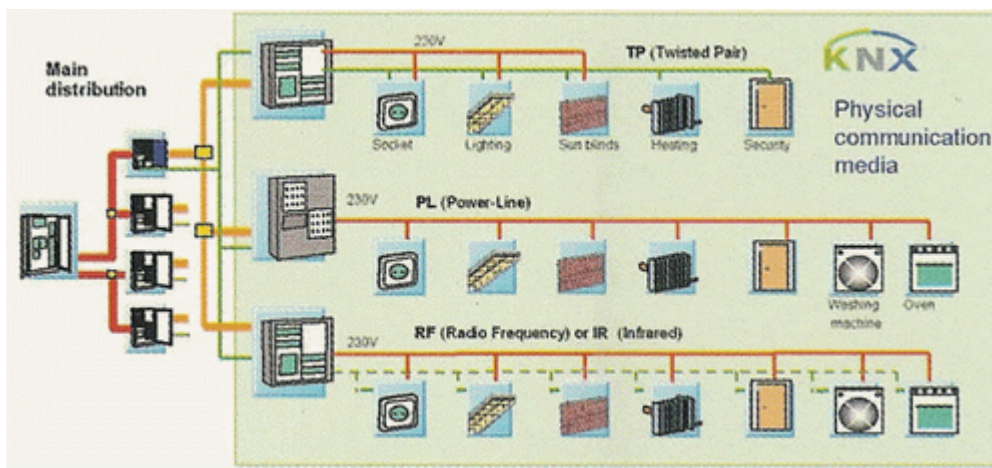 Main
distribution
230V
TP (Twisted Pair)
KNX
Physical
communication
media
Socket
Lighting
Sun blinds
Heating
Security
230V
PL (Power-Line)
Washing
machine
Oven
RF (Radio Frequency) or IR (Infrared)
230V